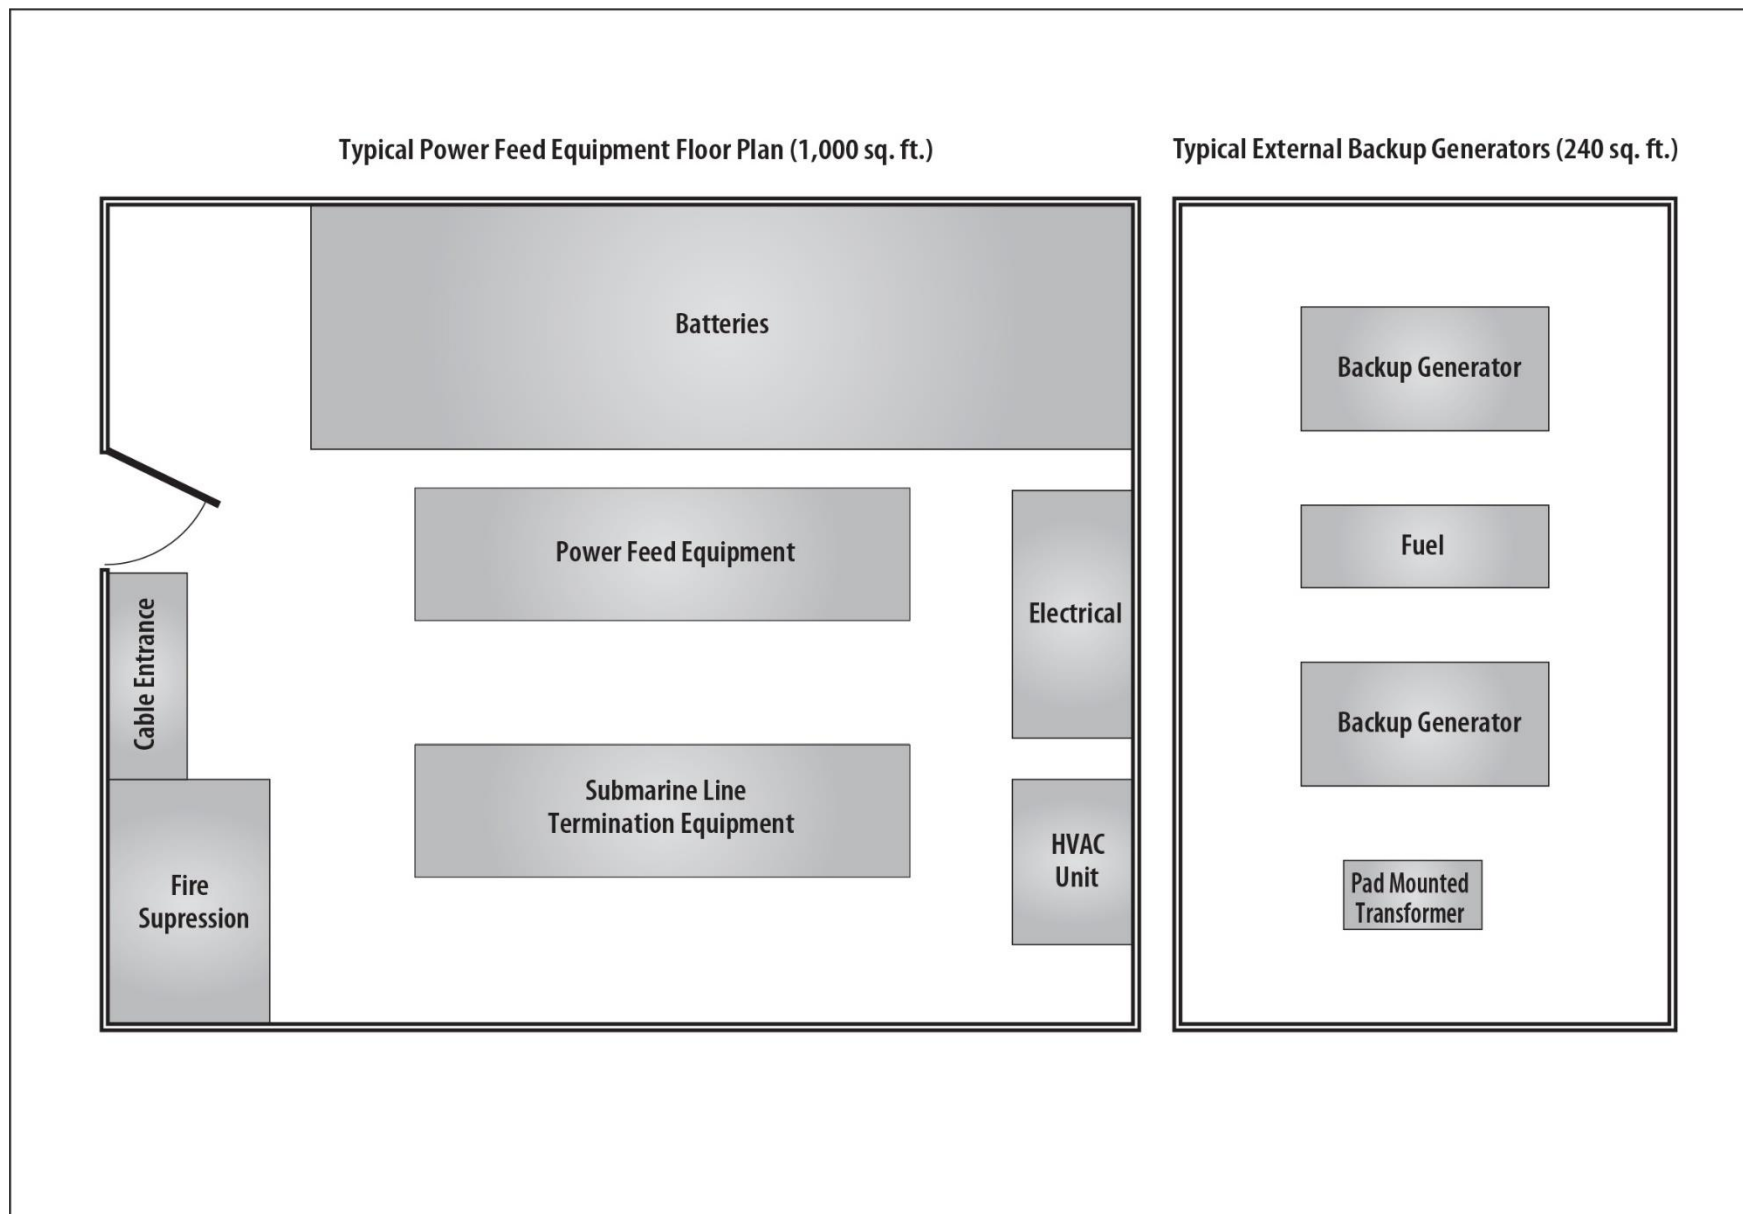 Typical Power Feed Equipment Floor Plan (1,000 sq. ft.)
Typical External Backup Generators (240 sq. ft.)
Batteries
Power Feed Equipment
Electrical
Cable Entrance
Submarine Line
Termination Equipment
HVAC
Unit
Fire
Supression
Backup Generator
Fuel
Backup Generator
Pad Mounted
Transformer